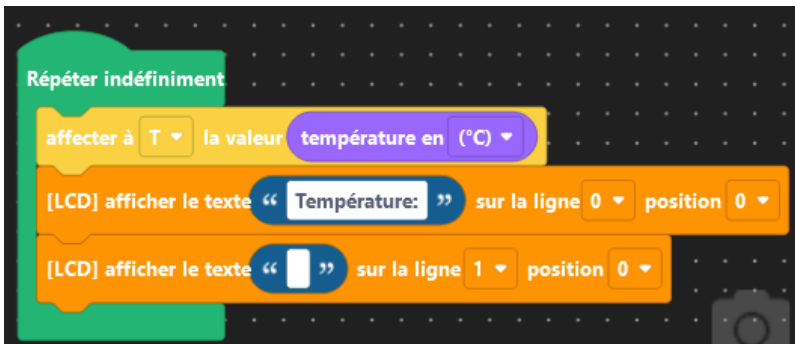 Répéter indéfiniment
affecter à T la valeur température en (°C)
[LCD] afficher le texte “ Température: ” sur la ligne 0 position 0
[LCD] afficher le texte “ ” sur la ligne 1 position 0